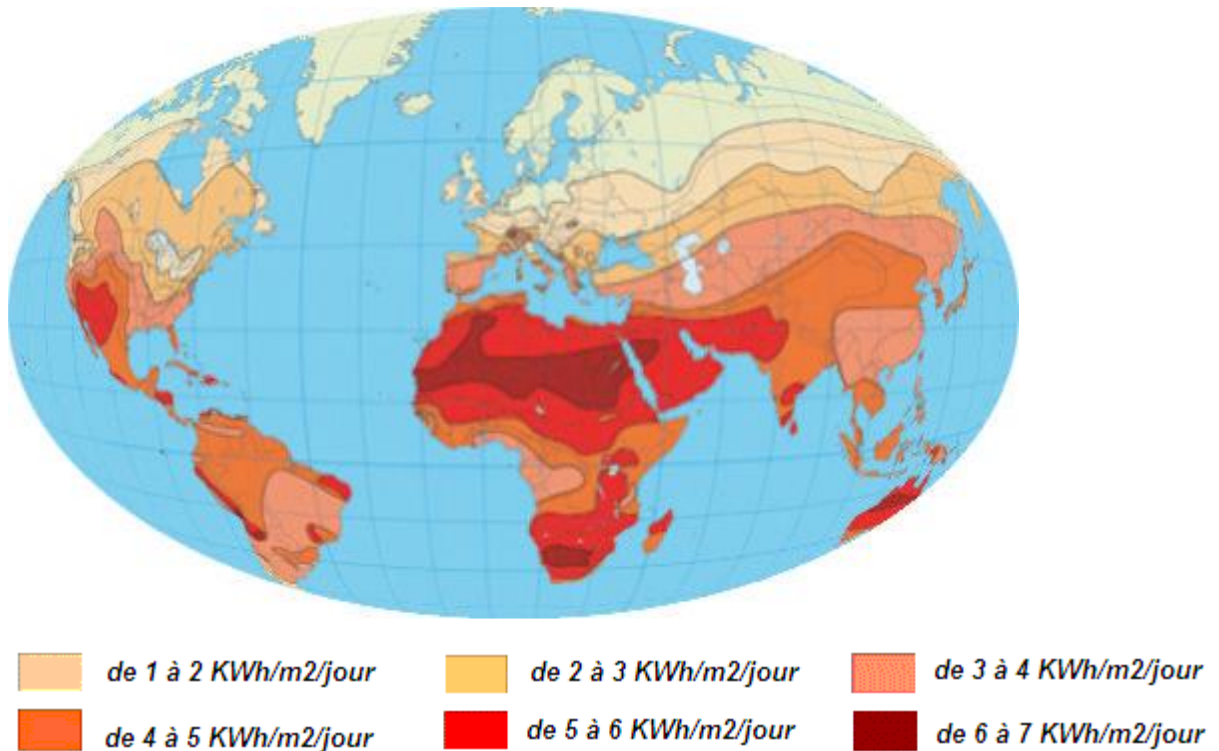 de 1 à 2 KWh/m2/jour
de 2 à 3 KWh/m2/jour
de 3 à 4 KWh/m2/jour
de 4 à 5 KWh/m2/jour
de 5 à 6 KWh/m2/jour
de 6 à 7 KWh/m2/jour